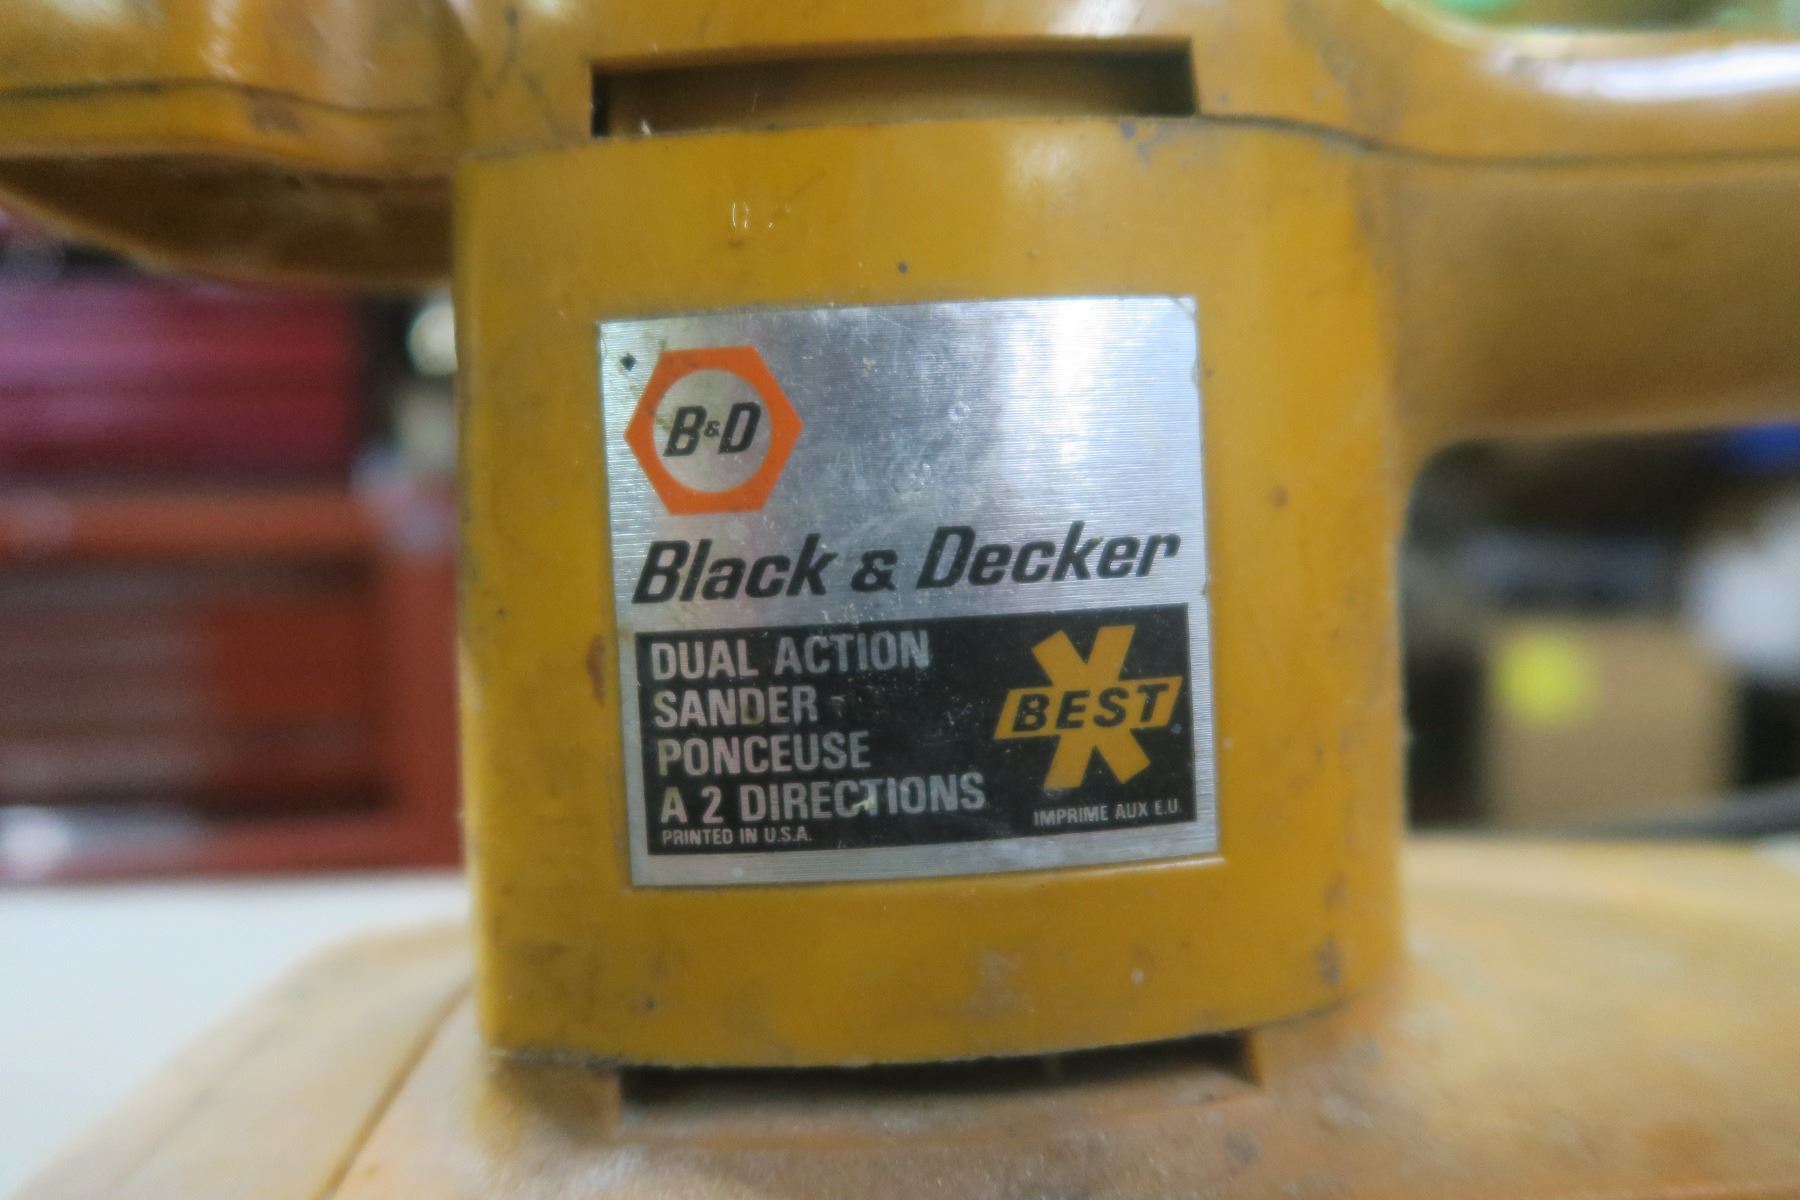 B&D
Black & Decker
DUAL ACTION
SANDER
PONCEUSE
A 2 DIRECTIONS
PRINTED IN U.S.A.
BEST
IMPRIME AUX E.U.